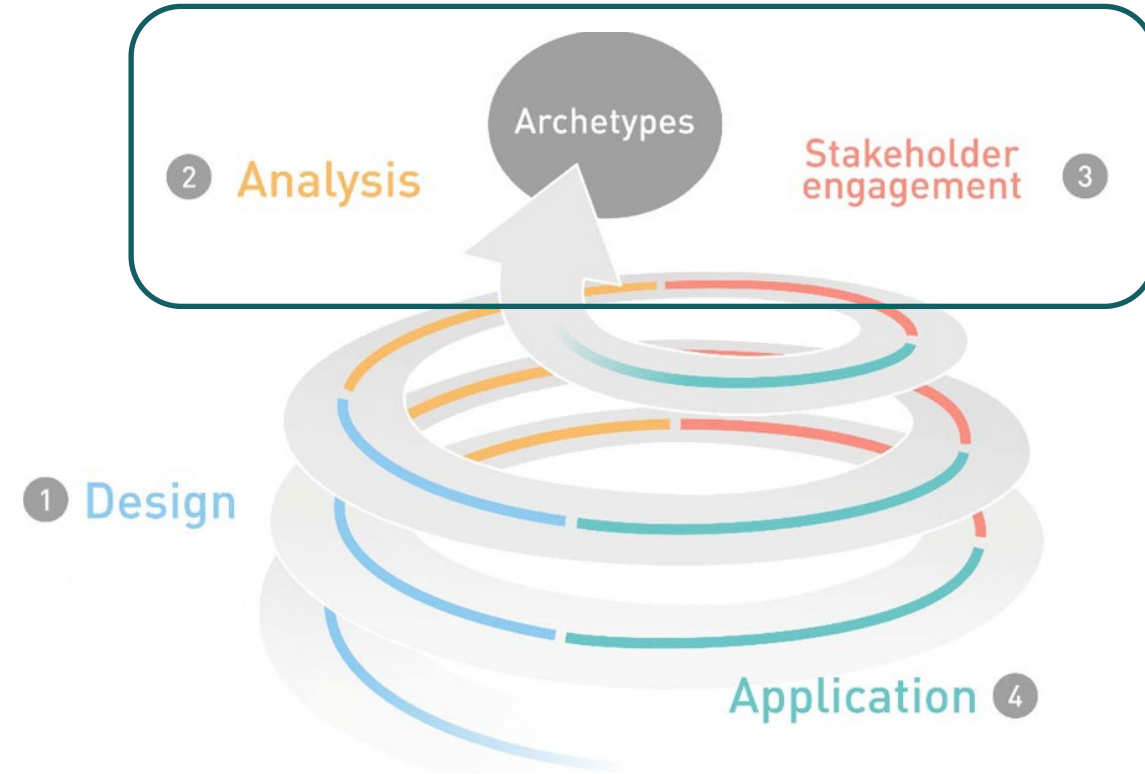 Archetypes
2 Analysis
Stakeholder
engagement 3
1 Design
Application 4